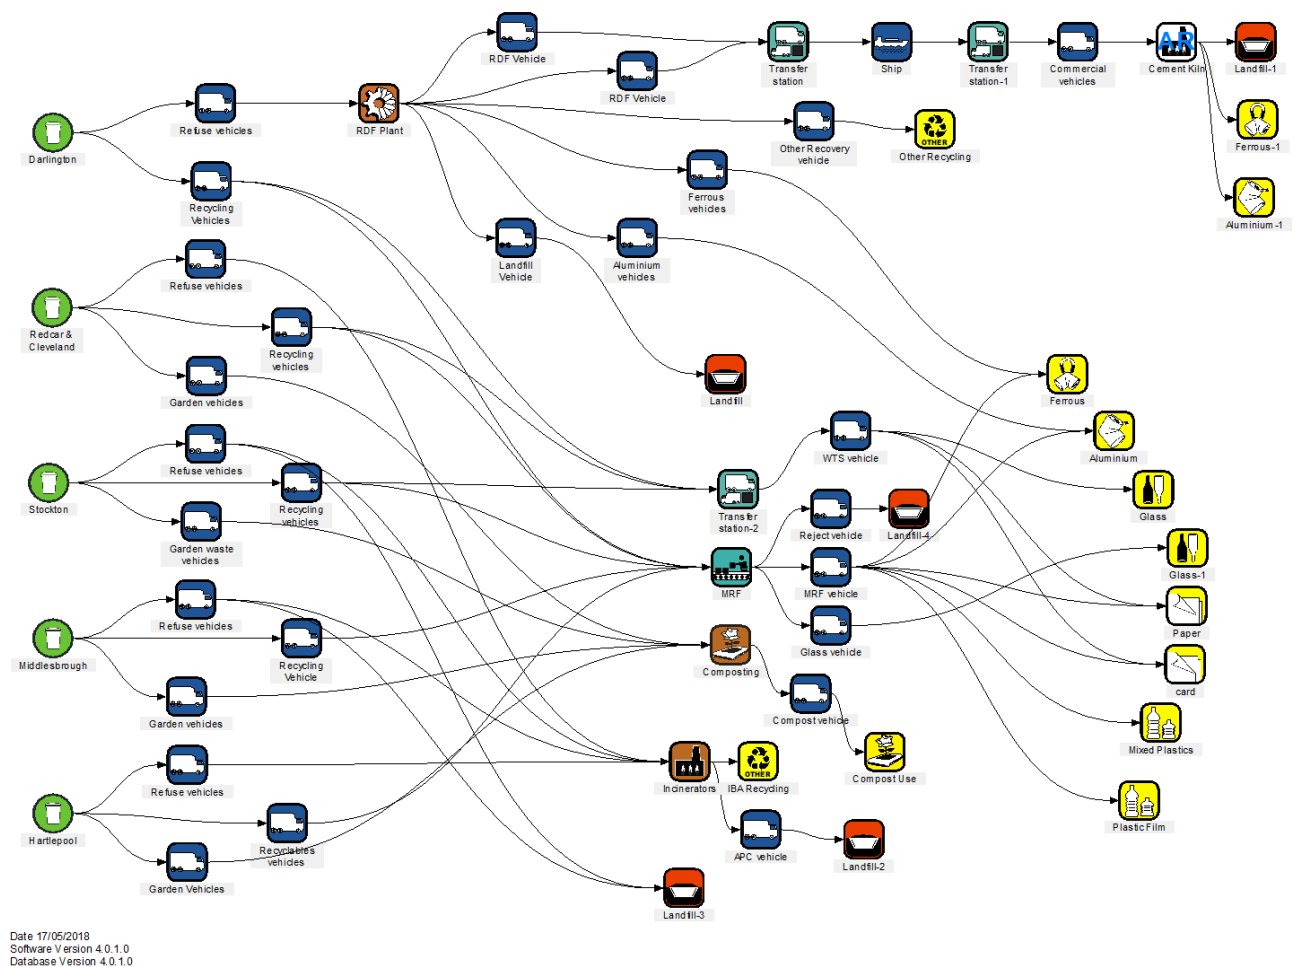 RDF Vehicle
RDF Vehicle
Transfer
station
Ship
Transfer
station-1
Commercial
vehicles
AR
Cement Kiln
Landfill-1
Darlington
Refuse vehicles
RDF Plant
Other Recovery
vehicle
OTHER
Other Recycling
Ferrous-1
Recycling
Vehicles
Ferrous
vehicles
Aluminium-1
Refuse vehicles
Landfill
Vehicle
Aluminium
vehicles
Redcar &
Cleveland
Recycling
vehicles
Garden vehicles
Landfill
Ferrous
Refuse vehicles
WTS vehicle
Aluminium
Stockton
Recycling
vehicles
Transfer
station-2
Glass
Garden waste
vehicles
Reject vehicle
Landfill-4
MRF
MRF vehicle
Glass-1
Refuse vehicles
Glass vehicle
Paper
Middlesbrough
Recycling
Vehicle
Composting
card
Garden vehicles
Compost vehicle
Mixed Plastics
Refuse vehicles
Incinerators
OTHER
IBA Recycling
Compost Use
Plastic Film
Hartlepool
Recyclables
vehicles
APC vehicle
Landfill-2
Garden Vehicles
Landfill-3
Date 17/05/2018
Software Version 4.0.1.0
Database Version 4.0.1.0